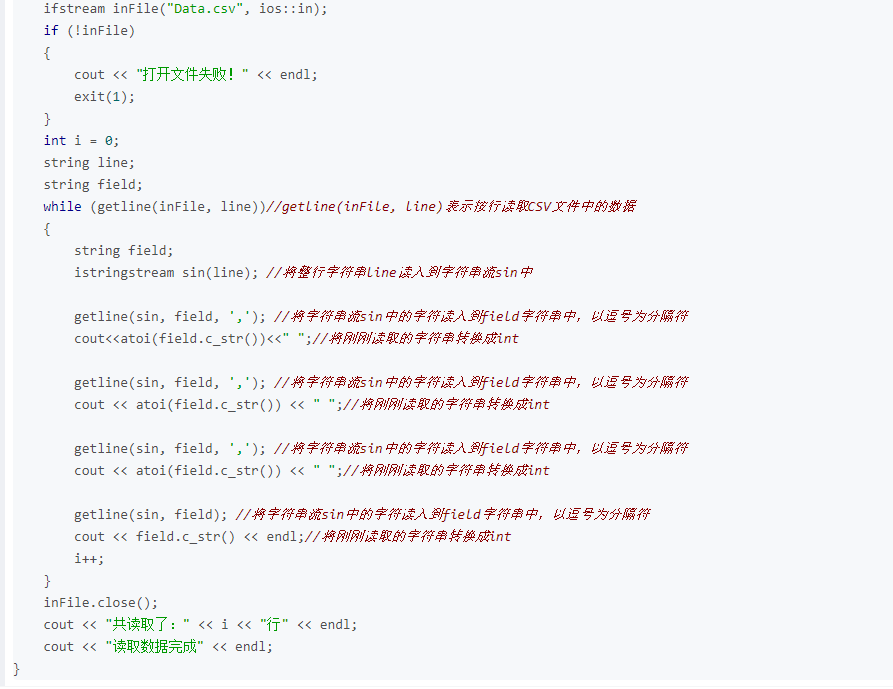 ifstream inFile("Data.csv", ios::in);
if (!inFile)
{
cout << "打开文件失败！" << endl;
exit(1);
}
int i = 0;
string line;
string field;
while (getline(inFile, line))//getline(inFile, line)表示按行读取CSV文件中的数据
{
string field;
istringstream sin(line); //将整行字符串line读入到字符串流sin中
getline(sin, field, ','); //将字符串流sin中的字符读入到field字符串中，以逗号为分隔符
cout<<atoi(field.c_str())<<" ";//将刚刚读取的字符串转换成int
getline(sin, field, ','); //将字符串流sin中的字符读入到field字符串中，以逗号为分隔符
cout << atoi(field.c_str()) << " ";//将刚刚读取的字符串转换成int
getline(sin, field, ','); //将字符串流sin中的字符读入到field字符串中，以逗号为分隔符
cout << atoi(field.c_str()) << " ";//将刚刚读取的字符串转换成int
getline(sin, field); //将字符串流sin中的字符读入到field字符串中，以逗号为分隔符
cout << field.c_str() << endl;//将刚刚读取的字符串转换成int
i++;
}
inFile.close();
cout << "共读取了：" << i << "行" << endl;
cout << "读取数据完成" << endl;
}